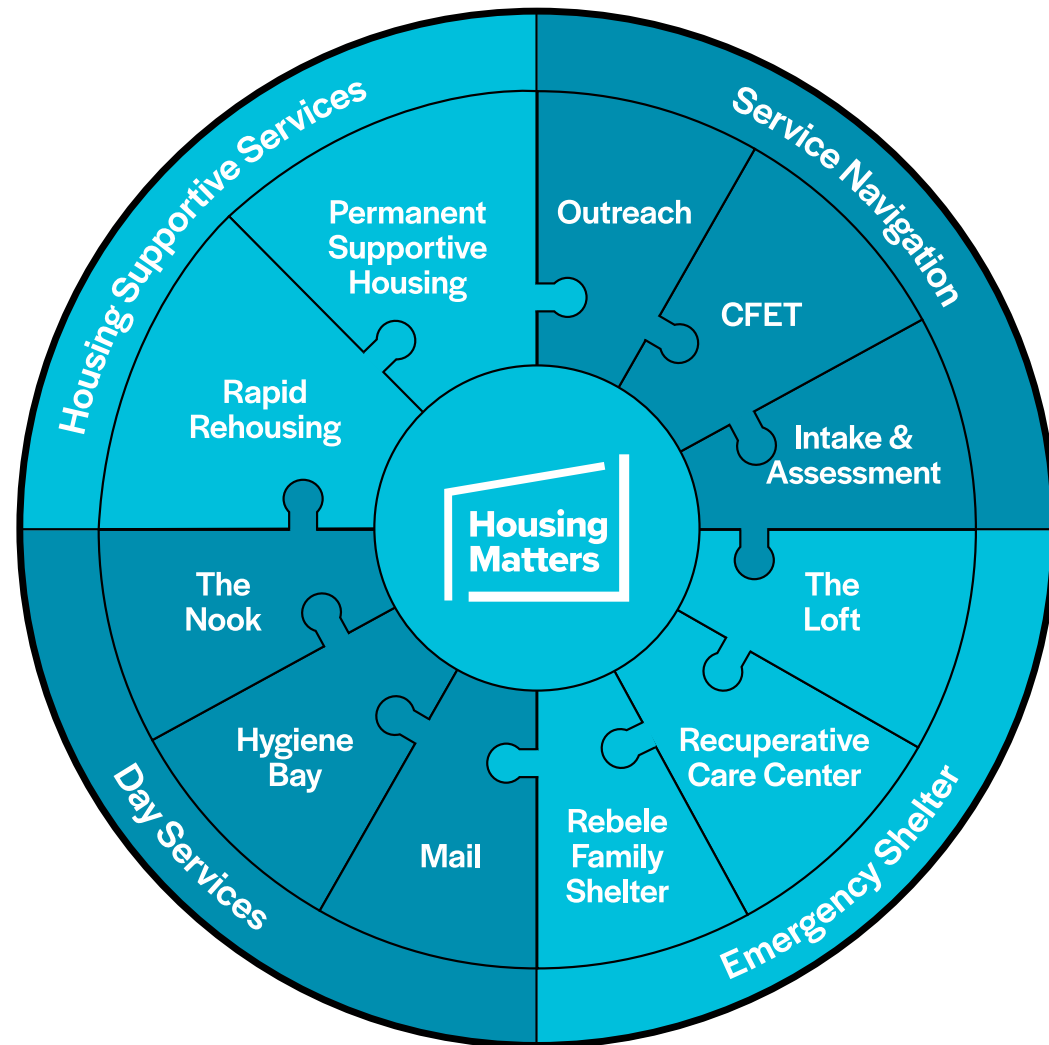 Housing Supportive Services
Permanent
Supportive
Housing
Rapid
Rehousing
Service Navigation
Outreach
CFET
Intake &
Assessment
Housing
Matters
Emergency Shelter
The
Loft
Recuperative
Care Center
Rebele
Family
Shelter
Day Services
The
Nook
Hygiene
Bay
Mail